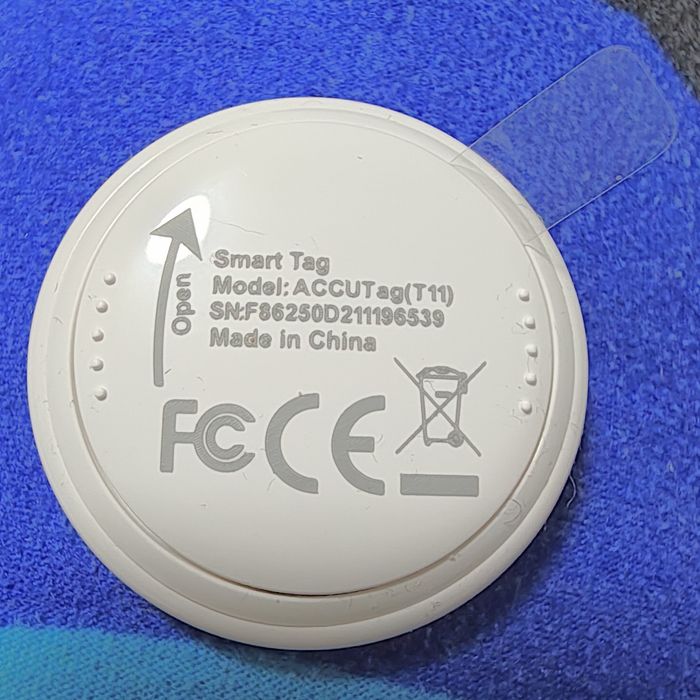 Open
Smart Tag
Model: ACCUTag(T11)
SN:F86250D211196539
Made in China
FC CE